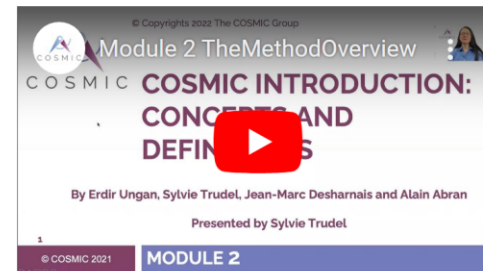 © Copyrights 2022 The COSMIC Group
COSMIC
Module 2 TheMethodOverview
COSMIC
COSMIC INTRODUCTION:
CONCEPTS AND
By Erdir Ungan, Sylvie Trudel, Jean-Marc Desharnais and Alain Abran
Presented by Sylvie Trudel
1
© COSMIC 2021
MODULE 2